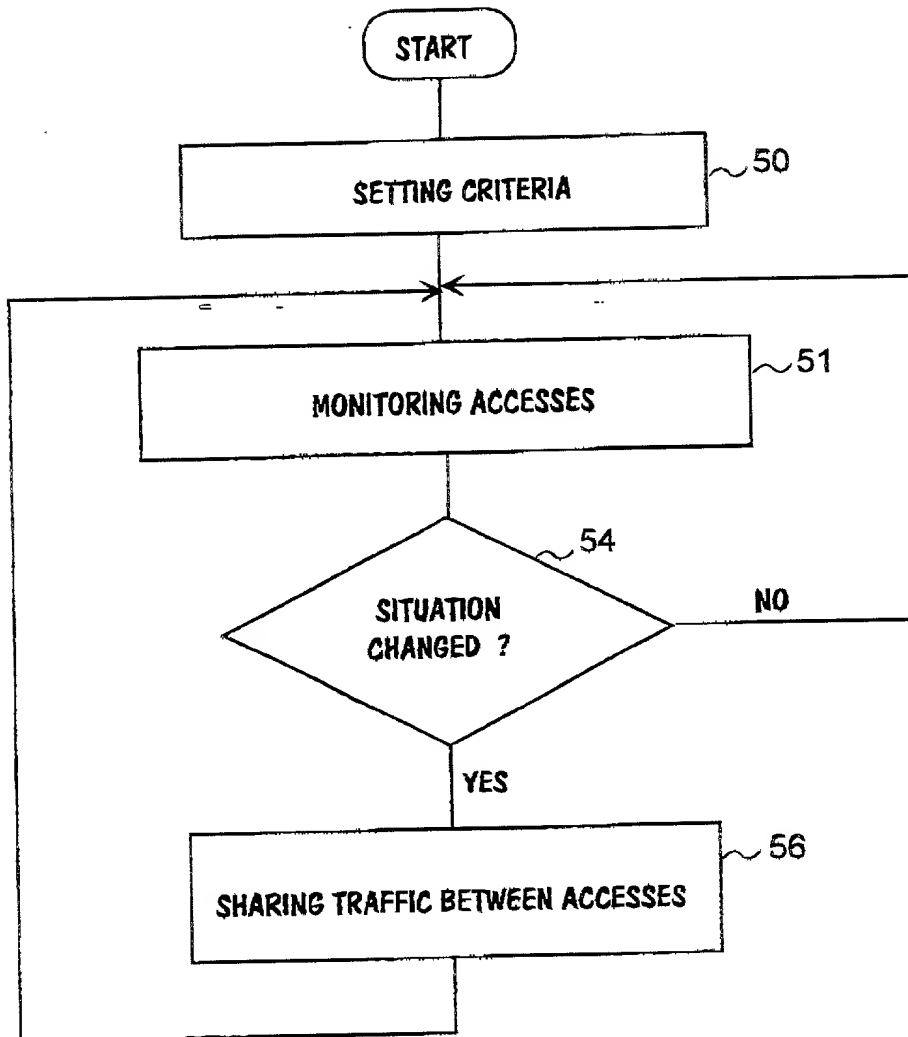 START
SETTING CRITERIA
50
MONITORING ACCESSES
51
54
SITUATION
CHANGED ?
NO
YES
SHARING TRAFFIC BETWEEN ACCESSES
56